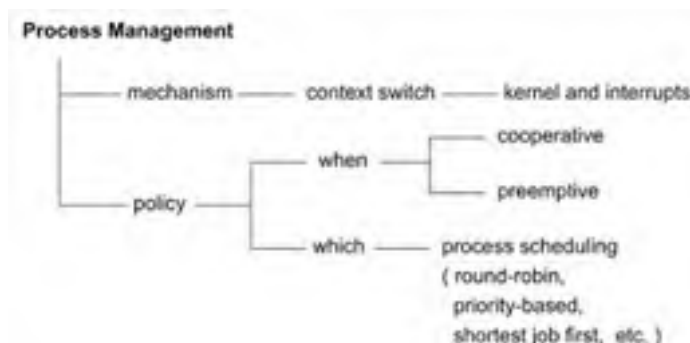 Process Management
mechanism context switch kernel and interrupts
cooperative
when
preemptive
policy
which process scheduling
( round-robin,
priority-based,
shortest job first, etc. )